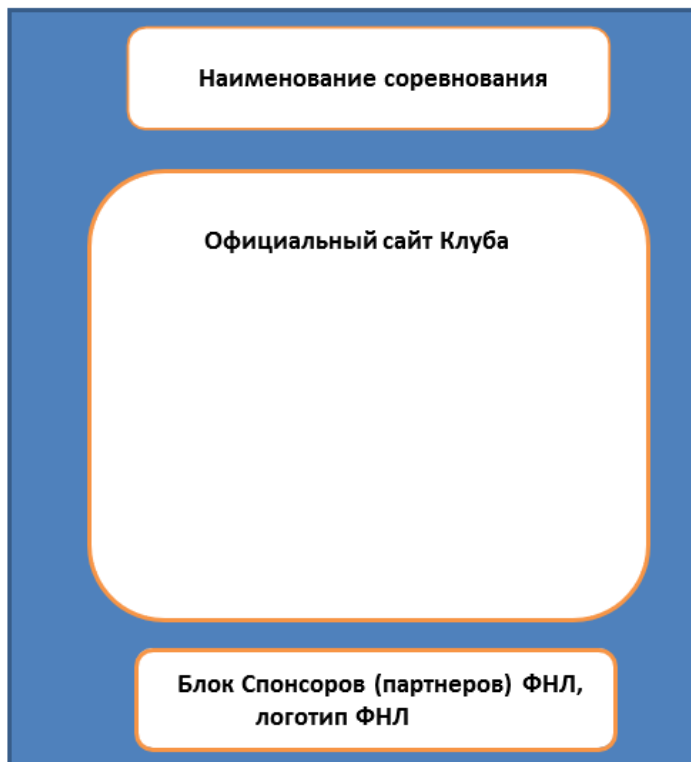 Наименование соревнования
Официальный сайт Клуба
Блок Спонсоров (партнеров) ФНЛ,
логотип ФНЛ